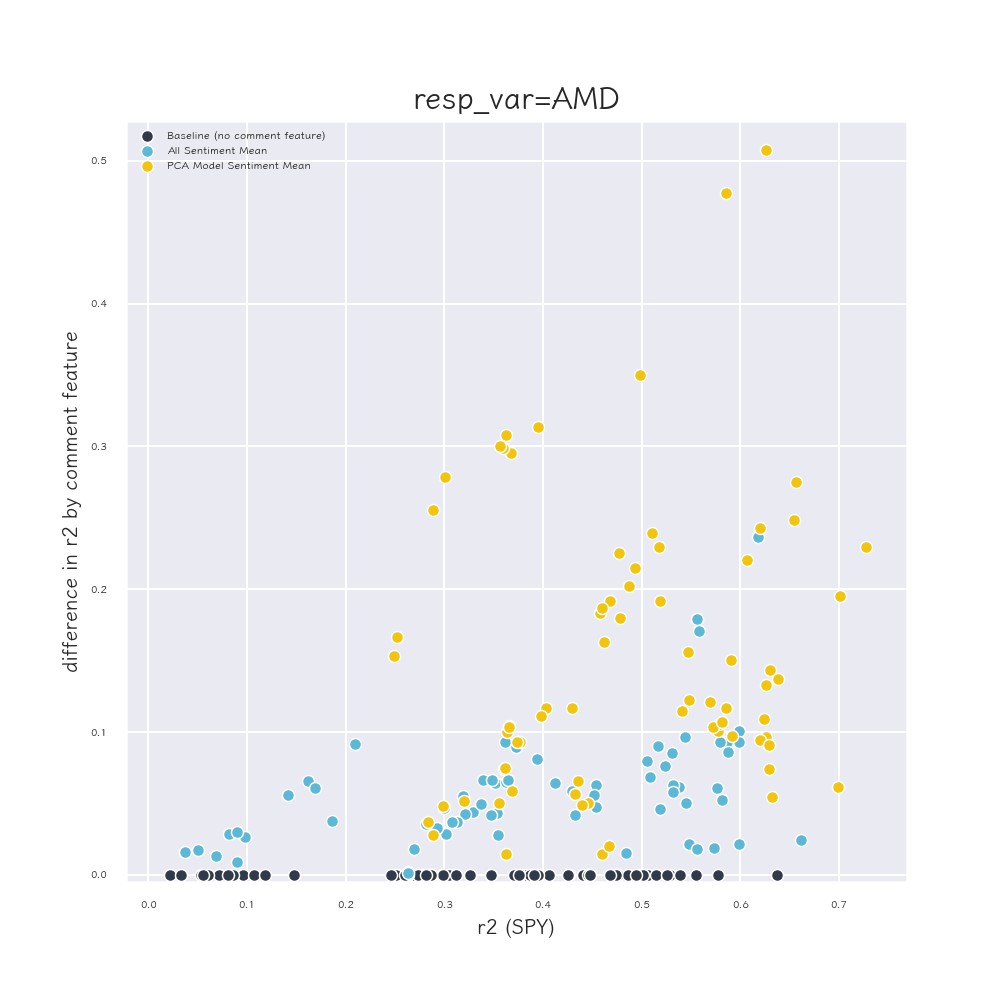 resp_var=AMD
Baseline (no comment feature)
All Sentiment Mean
PCA Model Sentiment Mean
difference in r2 by comment feature
0.5
0.4
0.3
0.2
0.1
0.0
0.0 0.1 0.2 0.3 0.4 0.5 0.6 0.7
r2 (SPY)